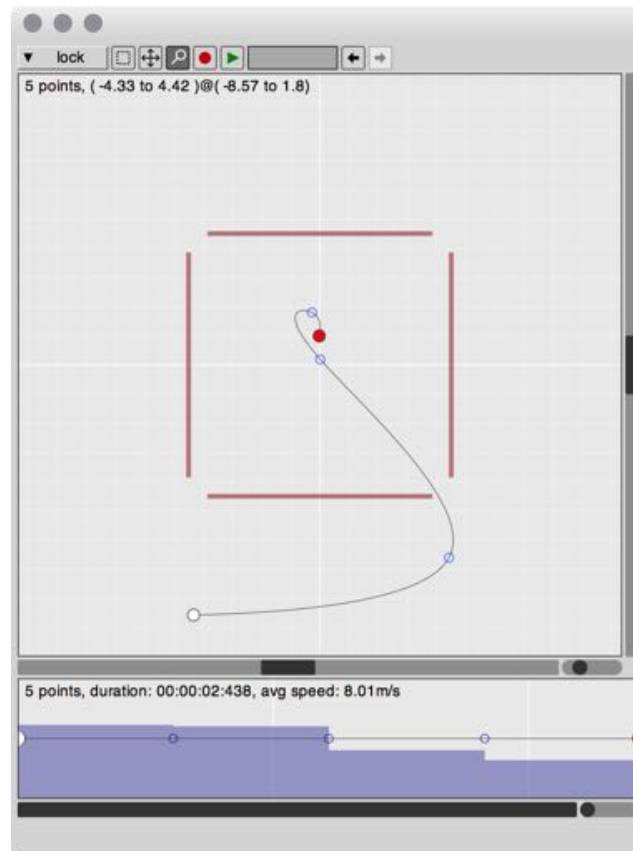 lock
5 points, ( -4.33 to 4.42 )@( -8.57 to 1.8)
5 points, duration: 00:00:02:438, avg speed: 8.01m/s